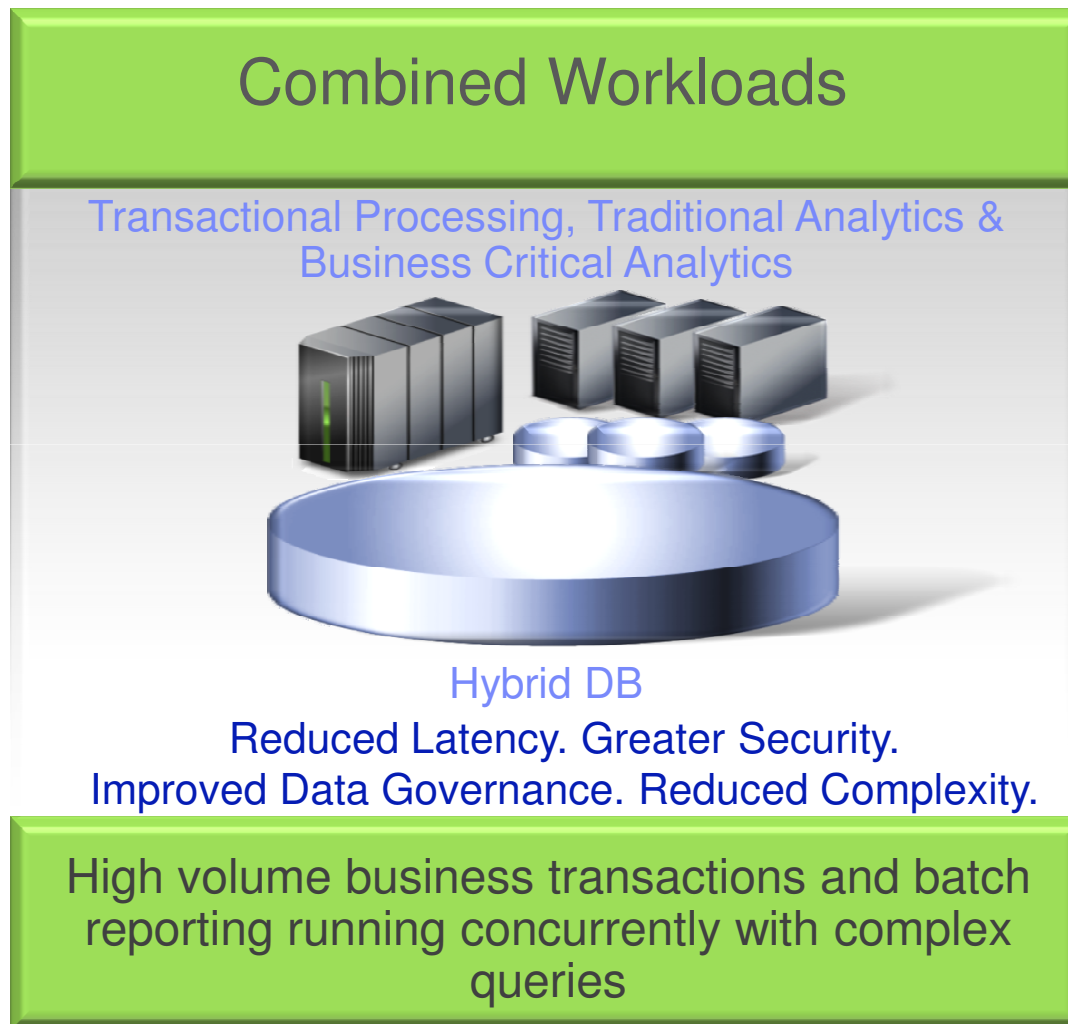 Combined Workloads
Transactional Processing, Traditional Analytics &
Business Critical Analytics
Hybrid DB
Reduced Latency. Greater Security.
Improved Data Governance. Reduced Complexity.
High volume business transactions and batch
reporting running concurrently with complex
queries